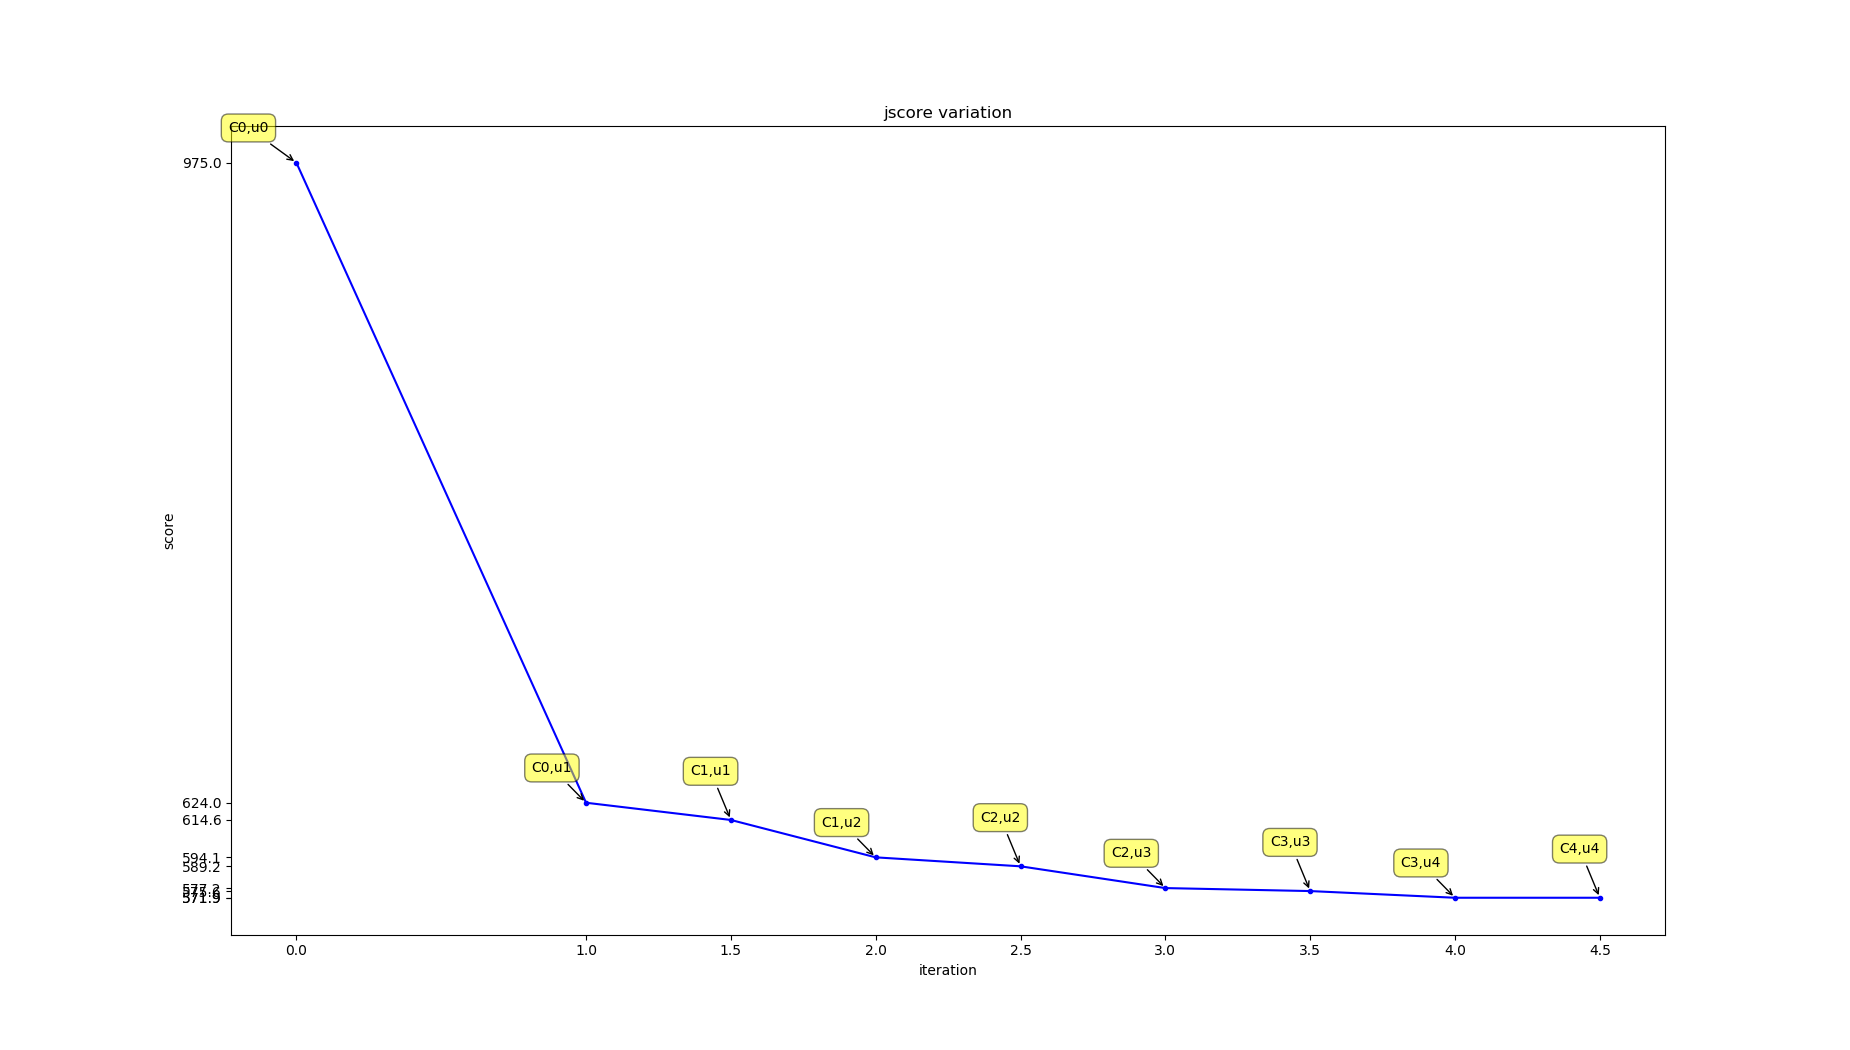 jscore variation
C0,u0
975.0
score
C0,u1
C1,u1
624.0
614.6
C1,u2
C2,u2
594.1
589.2
C2,u3
C3,u3
C3,u4
C4,u4
577.2
571.9
0.0 1.0 1.5 2.0 2.5 3.0 3.5 4.0 4.5
iteration